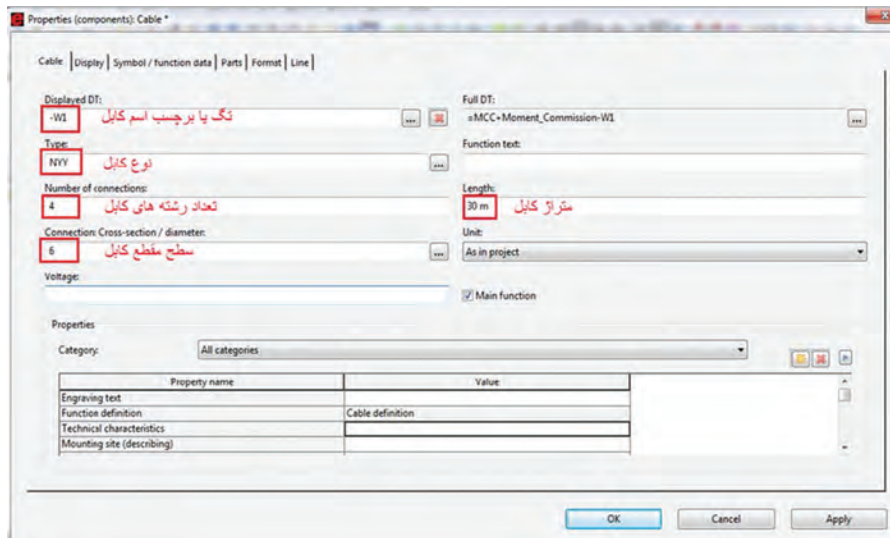 Properties (components): Cable *
Cable Display Symbol / function data Parts Format Line
Displayed DT:
-W1 تگ یا برچسب اسم کابل ...
Full DT:
=MCC+Moment_Commission-W1 ...
Type:
NYY نوع کابل ...
Function text:
Number of connections:
4 تعداد رشته های کابل
Length:
30 m متراژ کابل
Connection: Cross-section / diameter:
6 سطح مقطع کابل ...
Unit:
As in project
Voltage:
Main function
Properties
Category: All categories
Property name Value
Engraving text
Function definition Cable definition
Technical characteristics
Mounting site (describing)
OK Cancel Apply